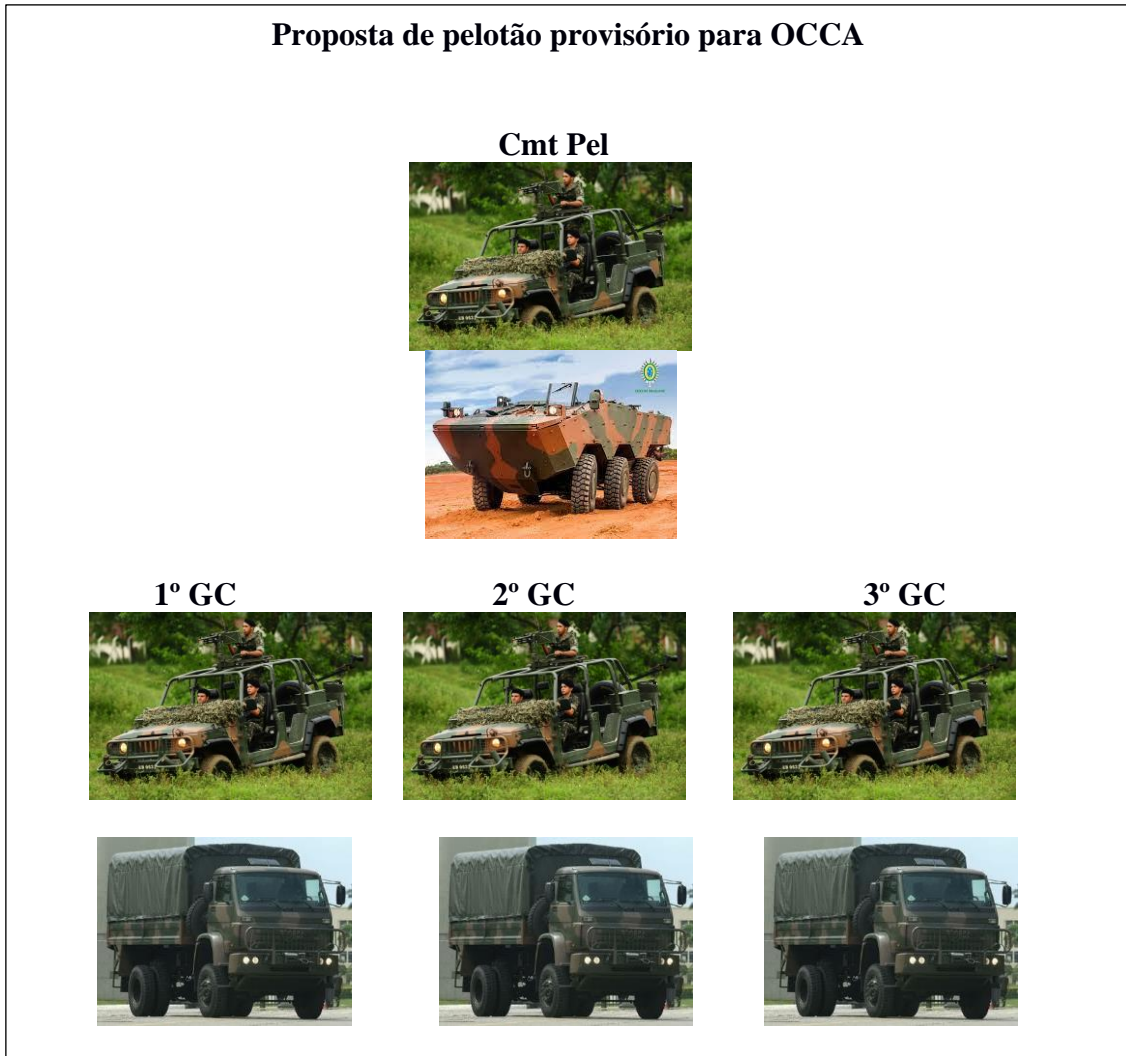 Proposta de pelotão provisório para OCCA
Cmt Pel
1º GC
2º GC
3º GC